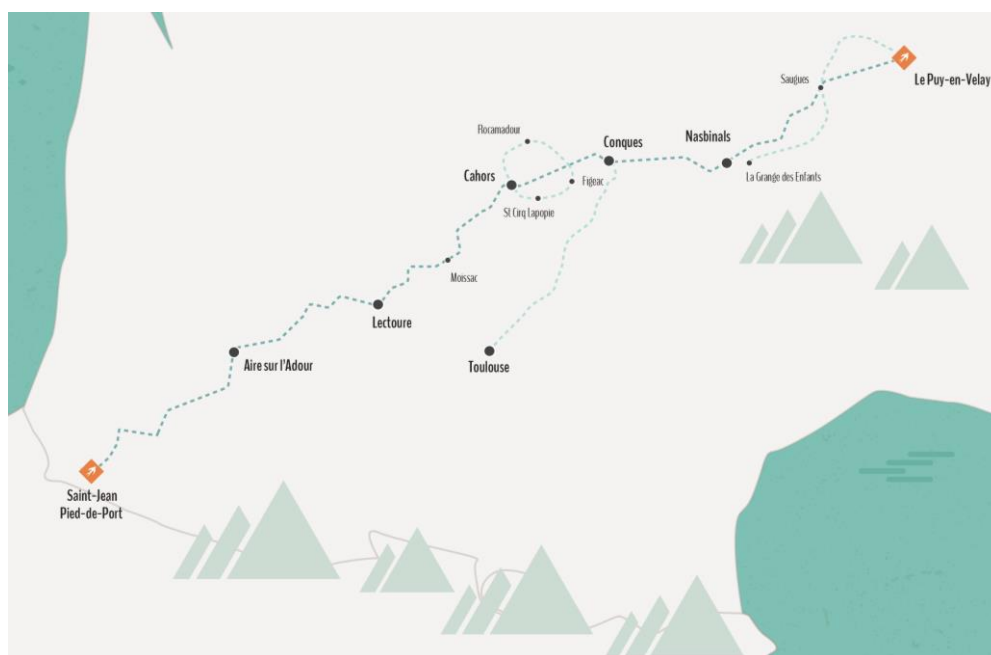 Le Puy-en-Velay
Saugues
Rocamadour
Conques
Nasbinals
Cahors
Figeac
La Grange des Enfants
St Cirq Lapopie
Moissac
Lectoure
Aire sur l'Adour
Toulouse
Saint-Jean
Pied-de-Port